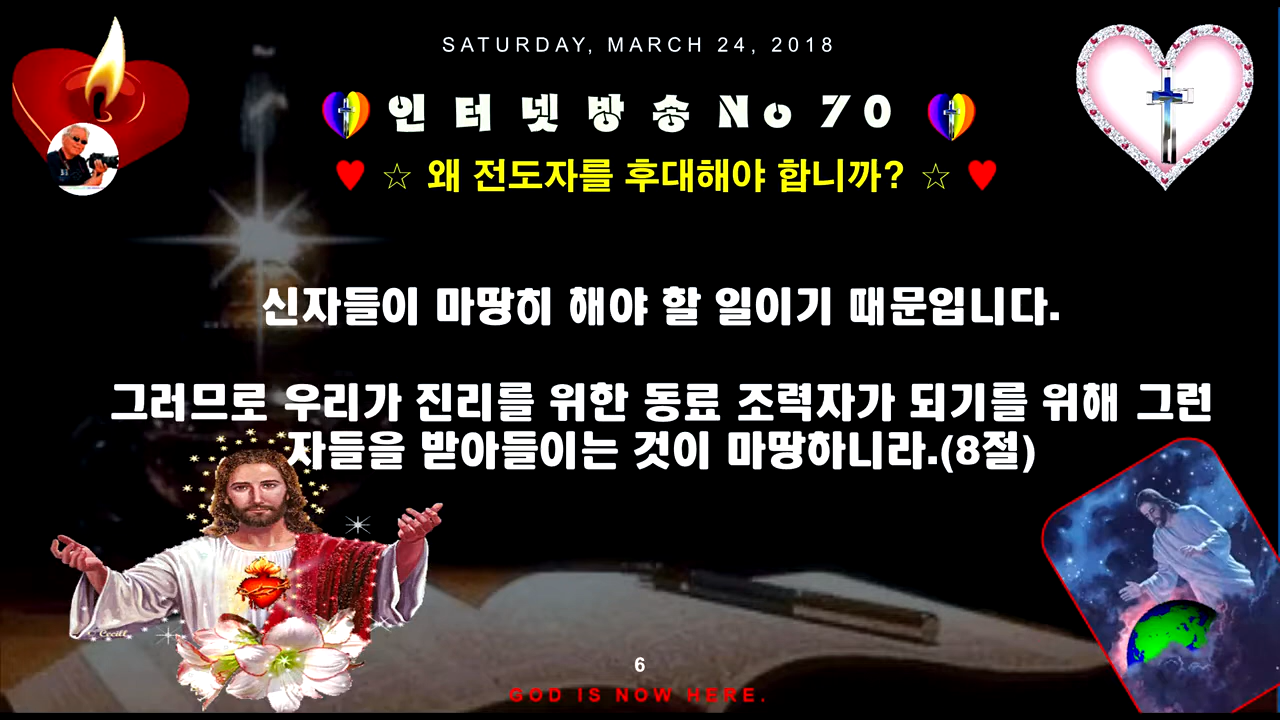 SATURDAY, MARCH 24, 2018
인 터 넷 방 송 No 70
♥ ☆ 왜 전도자를 후대해야 합니까? ☆ ♥
신자들이 마땅히 해야 할 일이기 때문입니다.
그러므로 우리가 진리를 위한 동료 조력자가 되기를 위해 그런
자들을 받아들이는 것이 마땅하니라.(8절)
6
GOD IS NOW HERE.